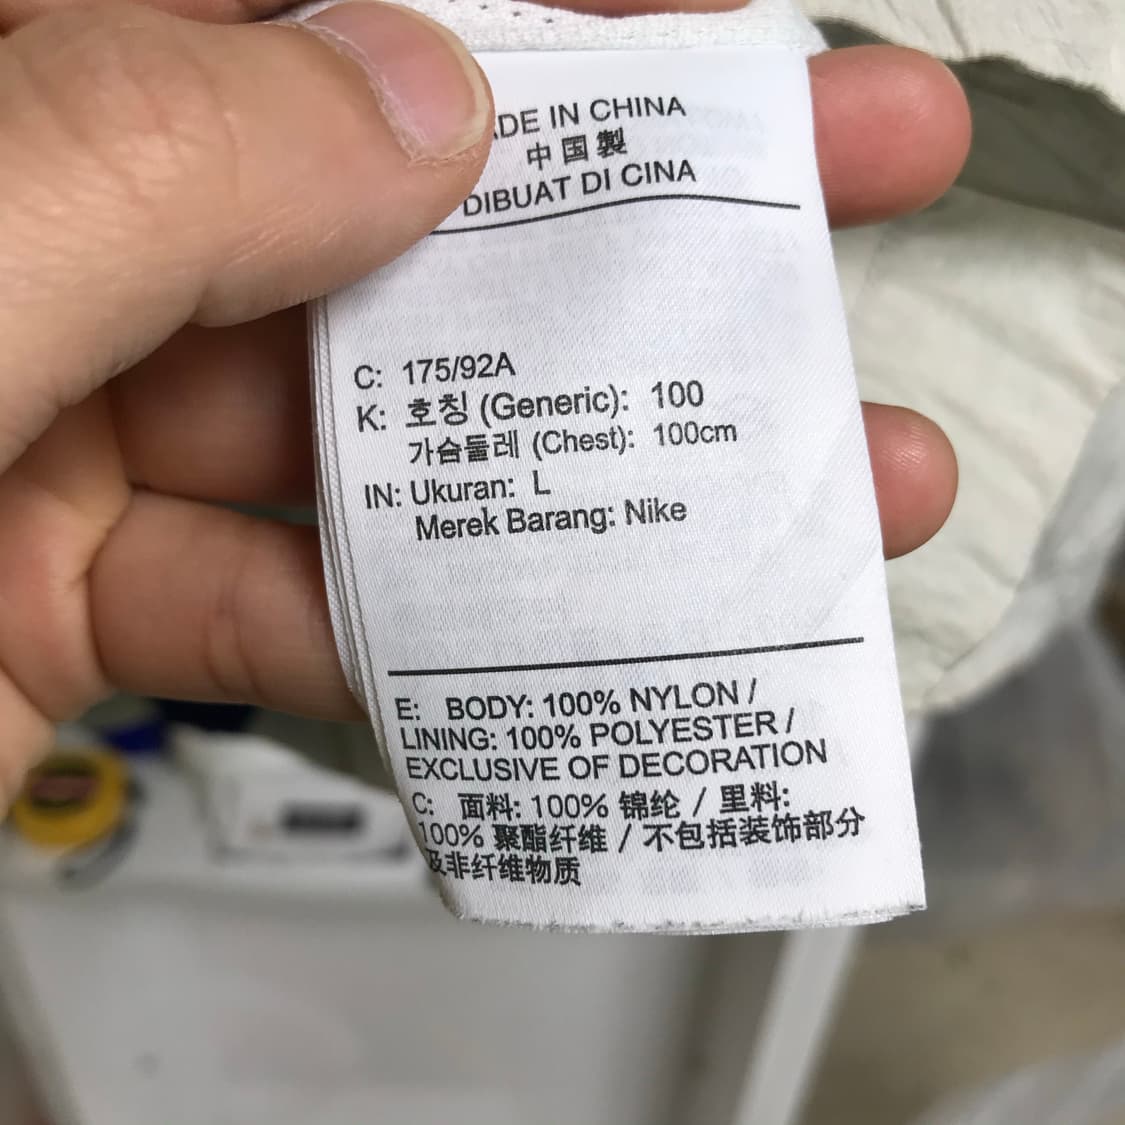 ADE IN CHINA
中国製
DIBUAT DI CINA
C: 175/92A
K: 호칭 (Generic): 100
가슴둘레 (Chest): 100cm
IN: Ukuran: L
Merek Barang: Nike
E: BODY: 100% NYLON /
LINING: 100% POLYESTER /
EXCLUSIVE OF DECORATION
C: 面料: 100% 锦纶 / 里料:
100% 聚酯纤维 / 不包括装饰部分
及非纤维物质